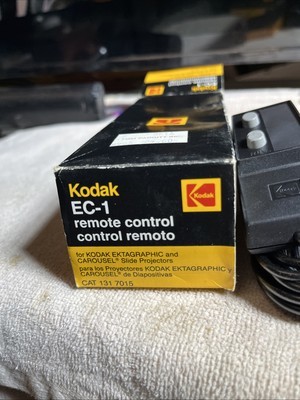 Kodak
EC-1
remote control
control remoto
Kodak
for KODAK EKTAGRAPHIC and
CAROUSEL® Slide Projectors
para los Proyectores KODAK EKTAGRAPHIC
CAROUSEL® de Diapositivas
CAT 131 7015